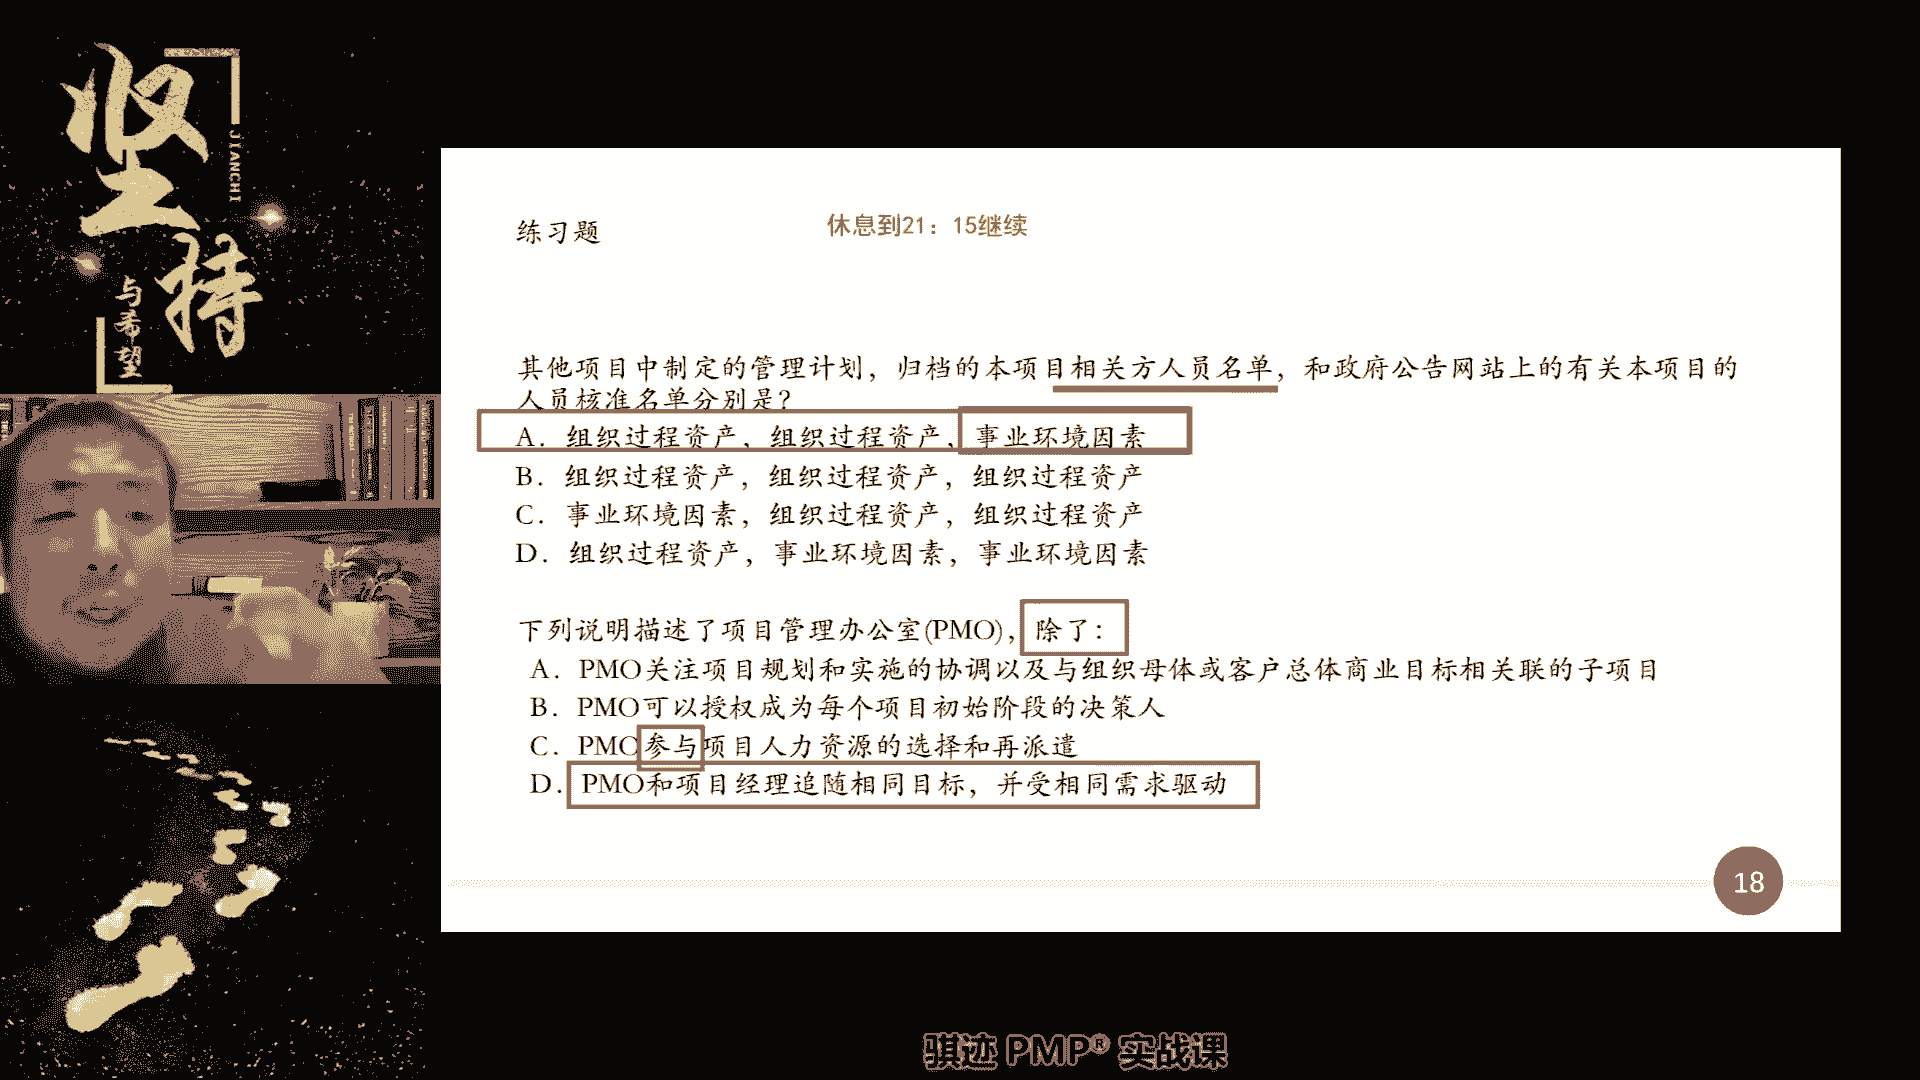 坚持
JIANCHI
与希望
练习题
休息到21：15继续
其他项目中制定的管理计划，归档的本项目相关方人员名单，和政府公告网站上的有关本项目的
人员核准名单分别是？
A. 组织过程资产，组织过程资产，事业环境因素
B. 组织过程资产，组织过程资产，组织过程资产
C. 事业环境因素，组织过程资产，组织过程资产
D. 组织过程资产，事业环境因素，事业环境因素
下列说明描述了项目管理办公室(PMO)，除了：
A. PMO关注项目规划和实施的协调以及与组织母体或客户总体商业目标相关联的子项目
B. PMO可以授权成为每个项目初始阶段的决策人
C. PMO参与项目人力资源的选择和再派遣
D. PMO和项目经理追随相同目标，并受相同需求驱动
18
骐迹 PMP® 实战课